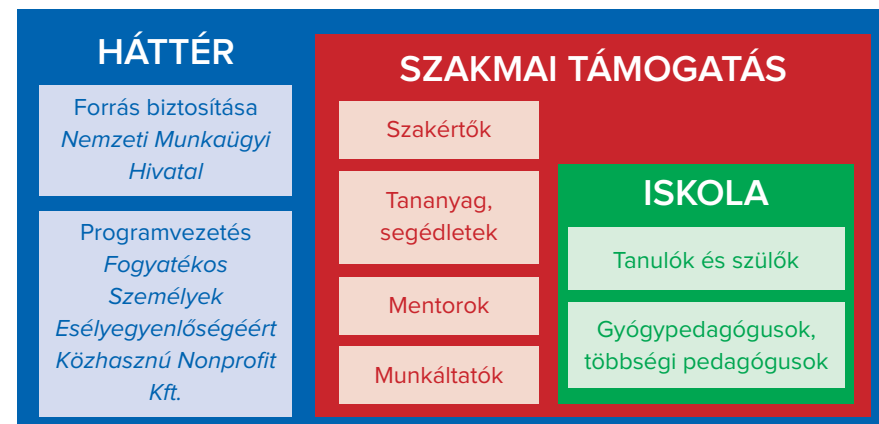 HÁTTÉR
Forrás biztosítása
Nemzeti Munkaügyi
Hivatal
Programvezetés
Fogyatékos
Személyek
Esélyegyenlőségéért
Közhasznú Nonprofit
Kft.
SZAKMAI TÁMOGATÁS
Szakértők
Tananyag,
segédletek
Mentorok
Munkáltatók
ISKOLA
Tanulók és szülők
Gyógypedagógusok,
többségi pedagógusok